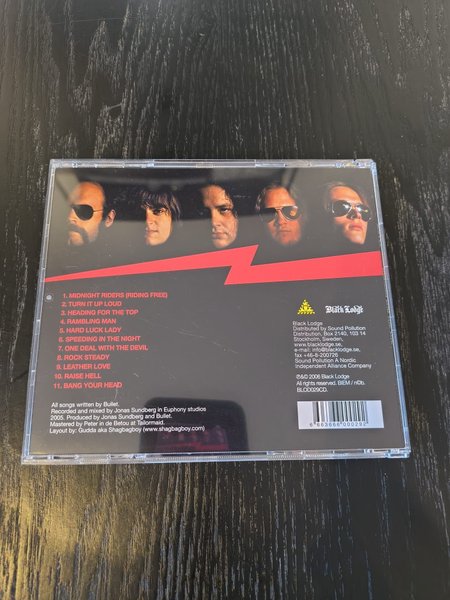 1. MIDNIGHT RIDERS (RIDING FREE)
2. TURN IT UP LOUD
3. HEADING FOR THE TOP
4. RAMBLING MAN
5. HARD LUCK LADY
6. SPEEDING IN THE NIGHT
7. ONE DEAL WITH THE DEVIL
8. ROCK STEADY
9. LEATHER LOVE
10. RAISE HELL
11. BANG YOUR HEAD
All songs written by Bullet.
Recorded and mixed by Jonas Sundberg in Euphony studios
2005. Produced by Jonas Sundberg and Bullet.
Mastered by Peter in de Betou at Tailormaid.
Layout by: Gudda aka Shagbagboy (www.shagbagboy.com)
Black Lodge
Black Lodge
Distributed by Sound Pollution
Distribution, Box 2140, 103 14
Stockholm, Sweden,
www.blacklodge.se,
e-mail: info@blacklodge.se,
fax +46-8-200726
Sound Pollution A Nordic
Independent Alliance Company
℗&© 2006 Black Lodge
All rights reserved. BIEM / n©b.
BLOD029CD.
6 663666 000292